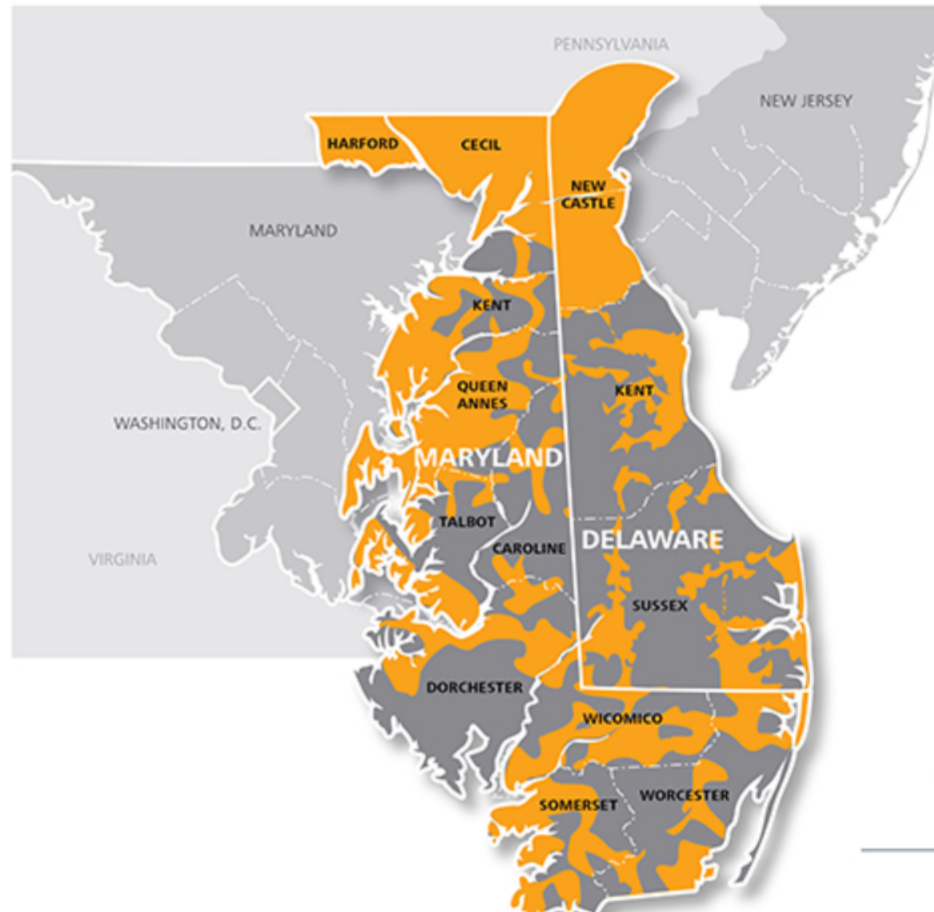 PENNSYLVANIA
NEW JERSEY
HARFORD
CECIL
NEW
CASTLE
MARYLAND
KENT
QUEEN
ANNES
KENT
WASHINGTON, D.C.
MARYLAND
TALBOT
CAROLINE
DELAWARE
VIRGINIA
SUSSEX
DORCHESTER
WICOMICO
SOMERSET
WORCESTER